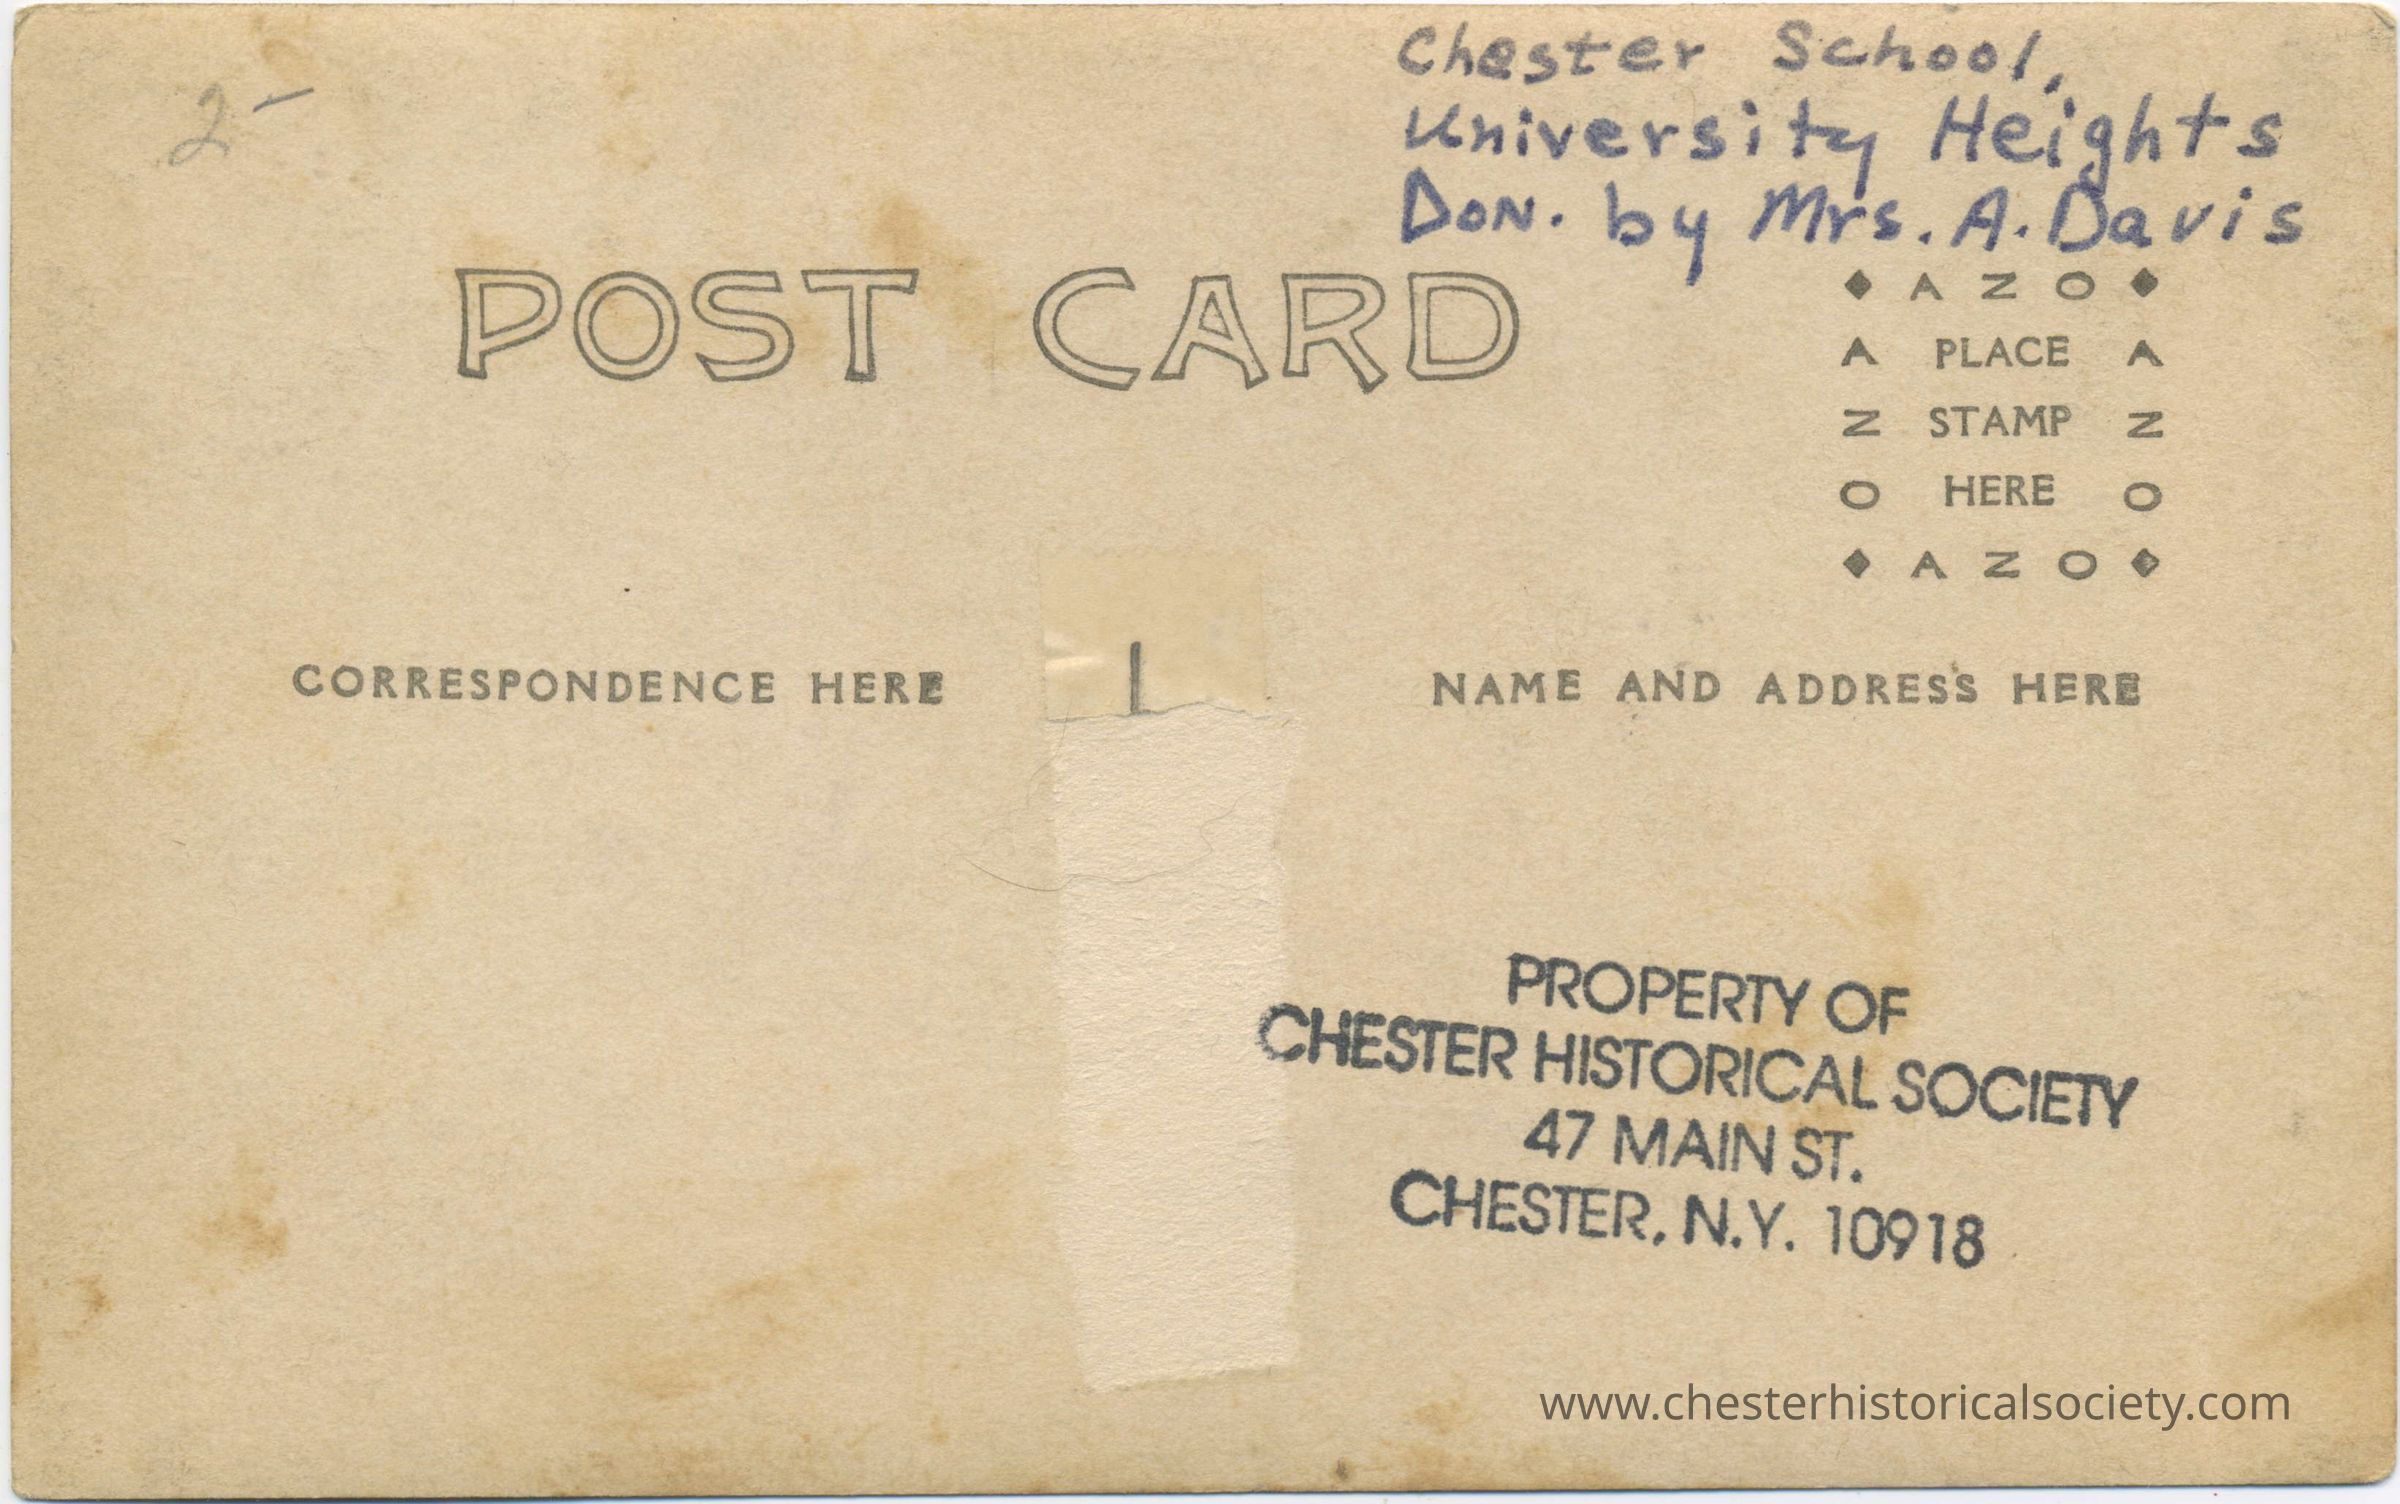 Chester School,
University Heights
DON. by Mrs. A. Davis
2-
POST CARD
◆ A Z O ◆
A PLACE A
Z STAMP Z
O HERE O
◆ A Z O ◆
CORRESPONDENCE HERE
NAME AND ADDRESS HERE
PROPERTY OF
CHESTER HISTORICAL SOCIETY
47 MAIN ST.
CHESTER, N.Y. 10918
www.chesterhistoricalsociety.com